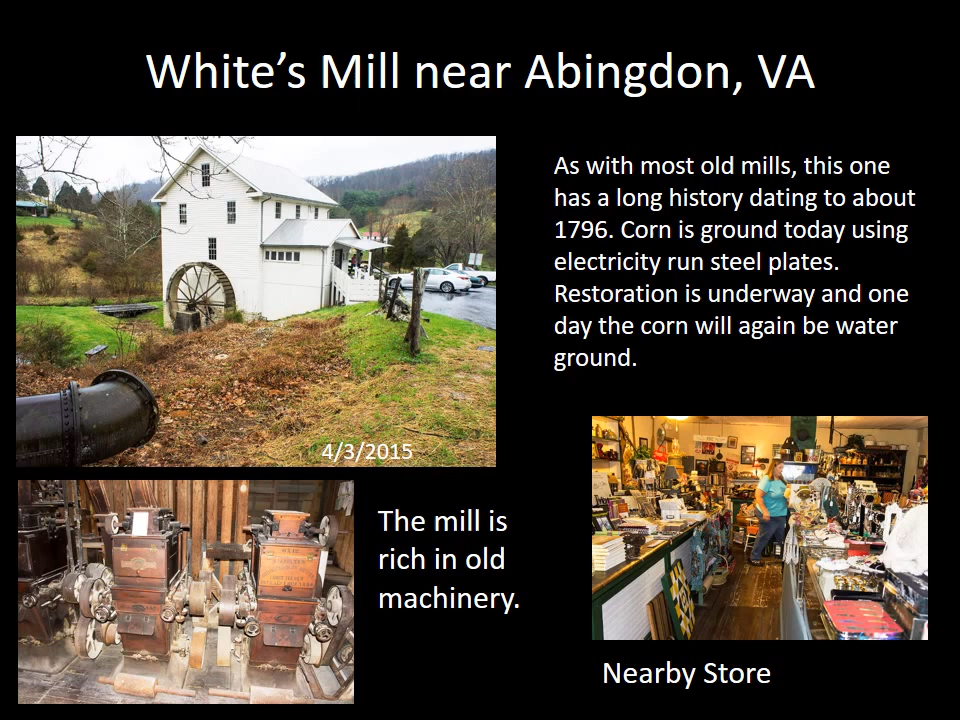 White’s Mill near Abingdon, VA
As with most old mills, this one
has a long history dating to about
1796. Corn is ground today using
electricity run steel plates.
Restoration is underway and one
day the corn will again be water
ground.
4/3/2015
The mill is
rich in old
machinery.
Nearby Store